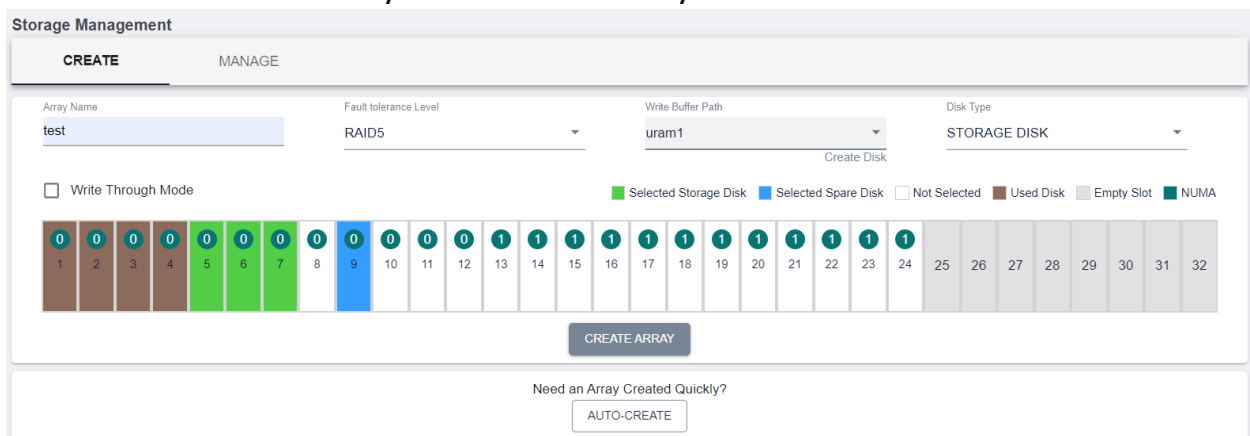 Storage Management
CREATE MANAGE
Array Name Fault tolerance Level Write Buffer Path Disk Type
test RAID5 uram1 STORAGE DISK
Create Disk
Write Through Mode Selected Storage Disk Selected Spare Disk Not Selected Used Disk Empty Slot NUMA
0 0 0 0 0 0 0 0 0 0 0 0 1 1 1 1 1 1 1 1 1 1 1 1
1 2 3 4 5 6 7 8 9 10 11 12 13 14 15 16 17 18 19 20 21 22 23 24 25 26 27 28 29 30 31 32
CREATE ARRAY
Need an Array Created Quickly?
AUTO-CREATE